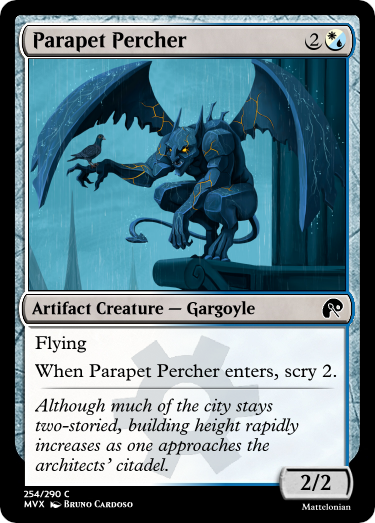 Parapet Percher 2
Artifact Creature — Gargoyle
Flying
When Parapet Percher enters, scry 2.
Although much of the city stays
two-storied, building height rapidly
increases as one approaches the
architects' citadel.
2/2
254/290 C
MVX Bruno Cardoso
Mattelonian